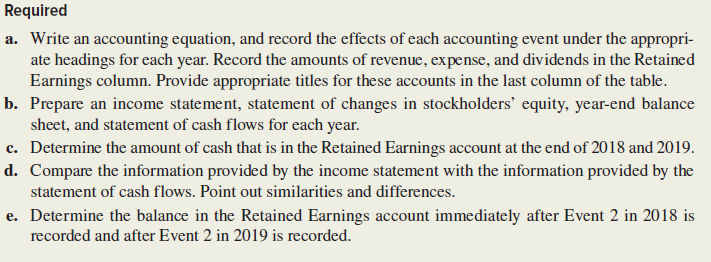 Required
a. Write an accounting equation, and record the effects of each accounting event under the appropri-
ate headings for each year. Record the amounts of revenue, expense, and dividends in the Retained
Earnings column. Provide appropriate titles for these accounts in the last column of the table.
b. Prepare an income statement, statement of changes in stockholders’ equity, year-end balance
sheet, and statement of cash flows for each year.
c. Determine the amount of cash that is in the Retained Earnings account at the end of 2018 and 2019.
d. Compare the information provided by the income statement with the information provided by the
statement of cash flows. Point out similarities and differences.
e. Determine the balance in the Retained Earnings account immediately after Event 2 in 2018 is
recorded and after Event 2 in 2019 is recorded.